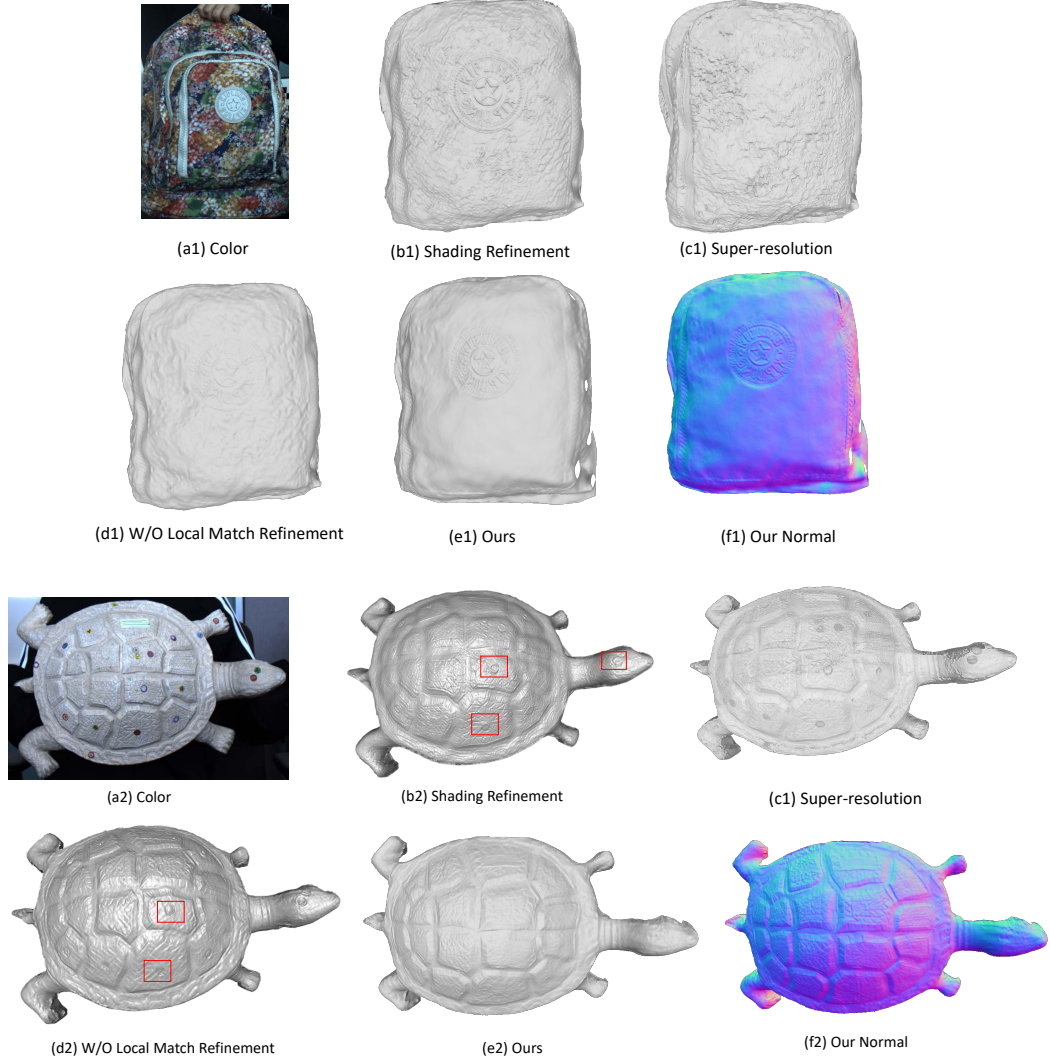 (a1) Color
(b1) Shading Refinement
(c1) Super-resolution
(d1) W/O Local Match Refinement
(e1) Ours
(f1) Our Normal
(a2) Color
(b2) Shading Refinement
(c1) Super-resolution
(d2) W/O Local Match Refinement
(e2) Ours
(f2) Our Normal